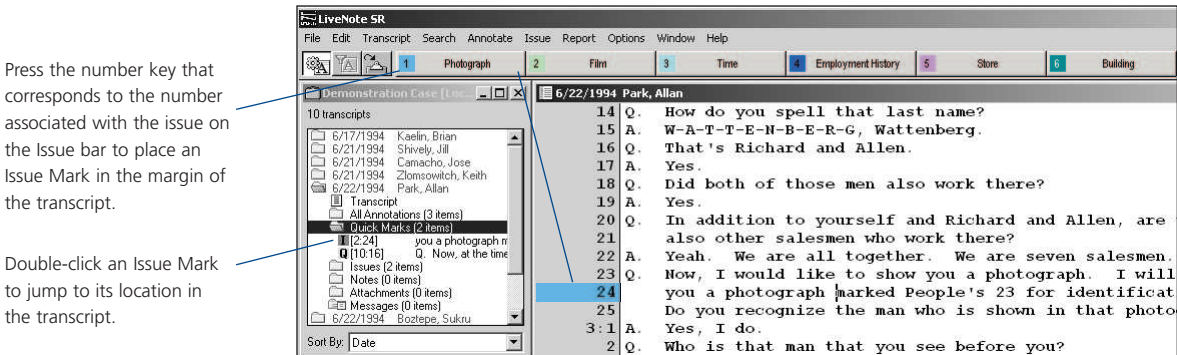 Press the number key that
corresponds to the number
associated with the issue on
the Issue bar to place an
Issue Mark in the margin of
the transcript.
Double-click an Issue Mark
to jump to its location in
the transcript.
LiveNote SR
File Edit Transcript Search Annotate Issue Report Options Window Help
1 Photograph 2 Film 3 Time 4 Employment History 5 Store 6 Building
Demonstration Case [Loc...
10 transcripts
6/17/1994 Kaelin, Brian
6/21/1994 Shively, Jill
6/21/1994 Camacho, Jose
6/21/1994 Zlomsowitch, Keith
6/22/1994 Park, Allan
Transcript
All Annotations (3 items)
Quick Marks (2 items)
I [2:24] you a photograph m
Q [10:16] Q. Now, at the time
Issues (2 items)
Notes (0 items)
Attachments (0 items)
Messages (0 items)
6/22/1994 Boztepe, Sukru
Sort By: Date
6/22/1994 Park, Allan
14 Q. How do you spell that last name?
15 A. W-A-T-T-E-N-B-E-R-G, Wattenberg.
16 Q. That's Richard and Allen.
17 A. Yes.
18 Q. Did both of those men also work there?
19 A. Yes.
20 Q. In addition to yourself and Richard and Allen, are
21 also other salesmen who work there?
22 A. Yeah. We are all together. We are seven salesmen.
23 Q. Now, I would like to show you a photograph. I will
24 you a photograph marked People's 23 for identificat
25 Do you recognize the man who is shown in that photo
3:1 A. Yes, I do.
2 Q. Who is that man that you see before you?